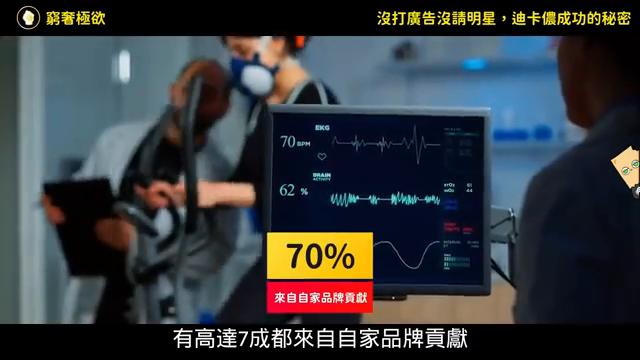 窮奢極欲
沒打廣告沒請明星，迪卡儂成功的秘密
EKG
70 BPM
BRAIN
ACTIVITY
62 %
61
44
70%
來自自家品牌貢獻
有高達7成都來自自家品牌貢獻